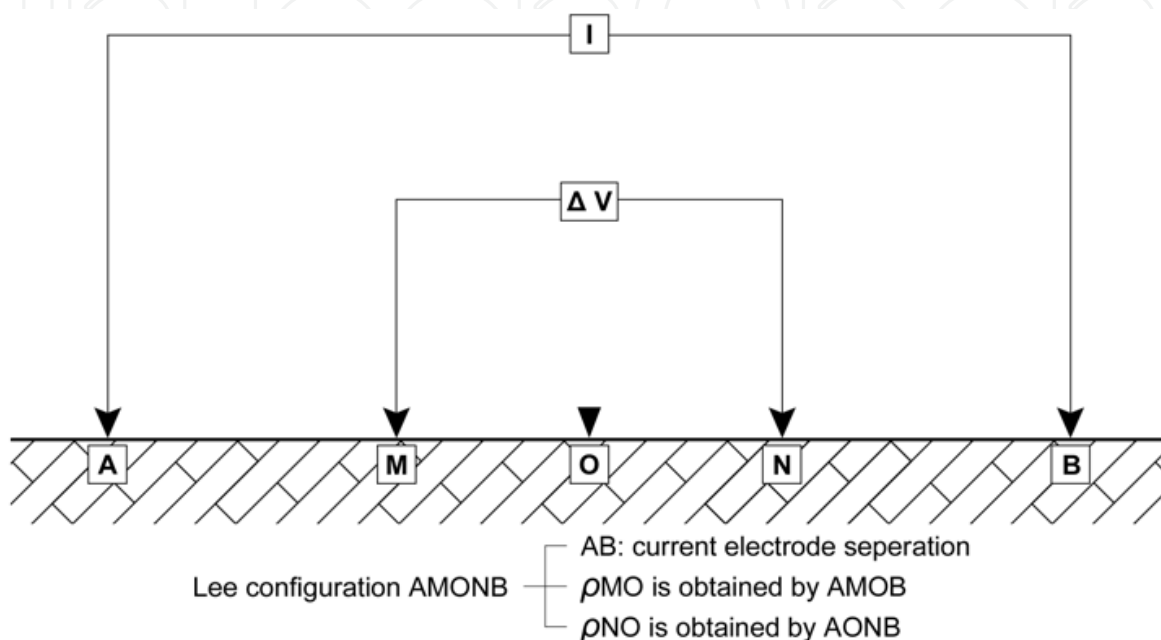 I
Δ V
A M O N B
AB: current electrode seperation
Lee configuration AMONB
ρMO is obtained by AMOB
ρNO is obtained by AONB